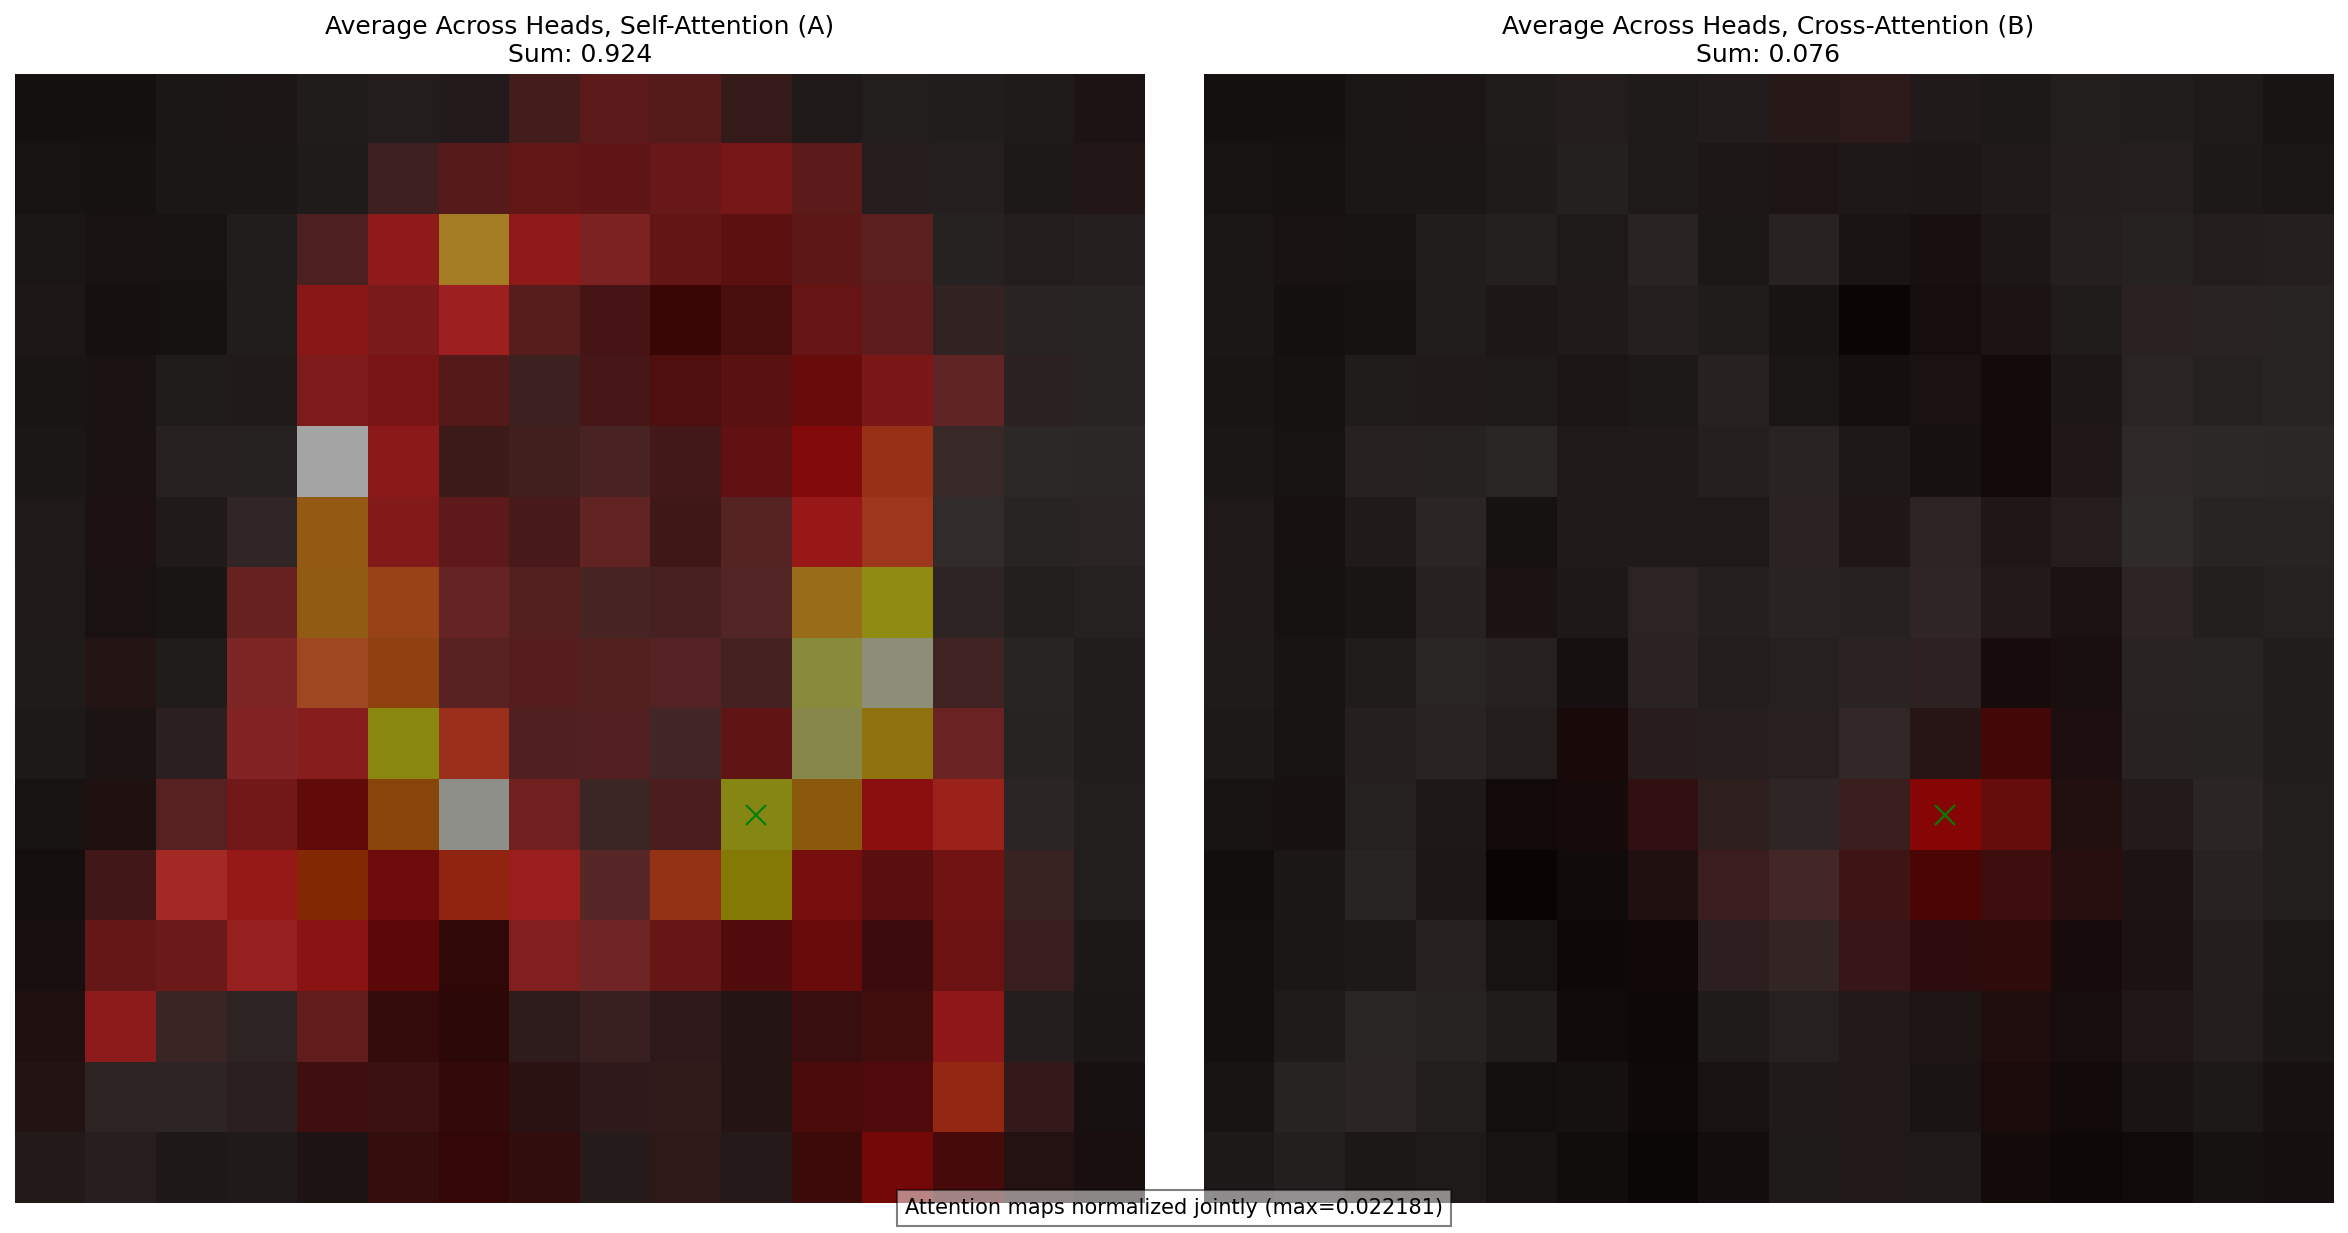 Average Across Heads, Self-Attention (A)
Sum: 0.924
Average Across Heads, Cross-Attention (B)
Sum: 0.076
Attention maps normalized jointly (max=0.022181)